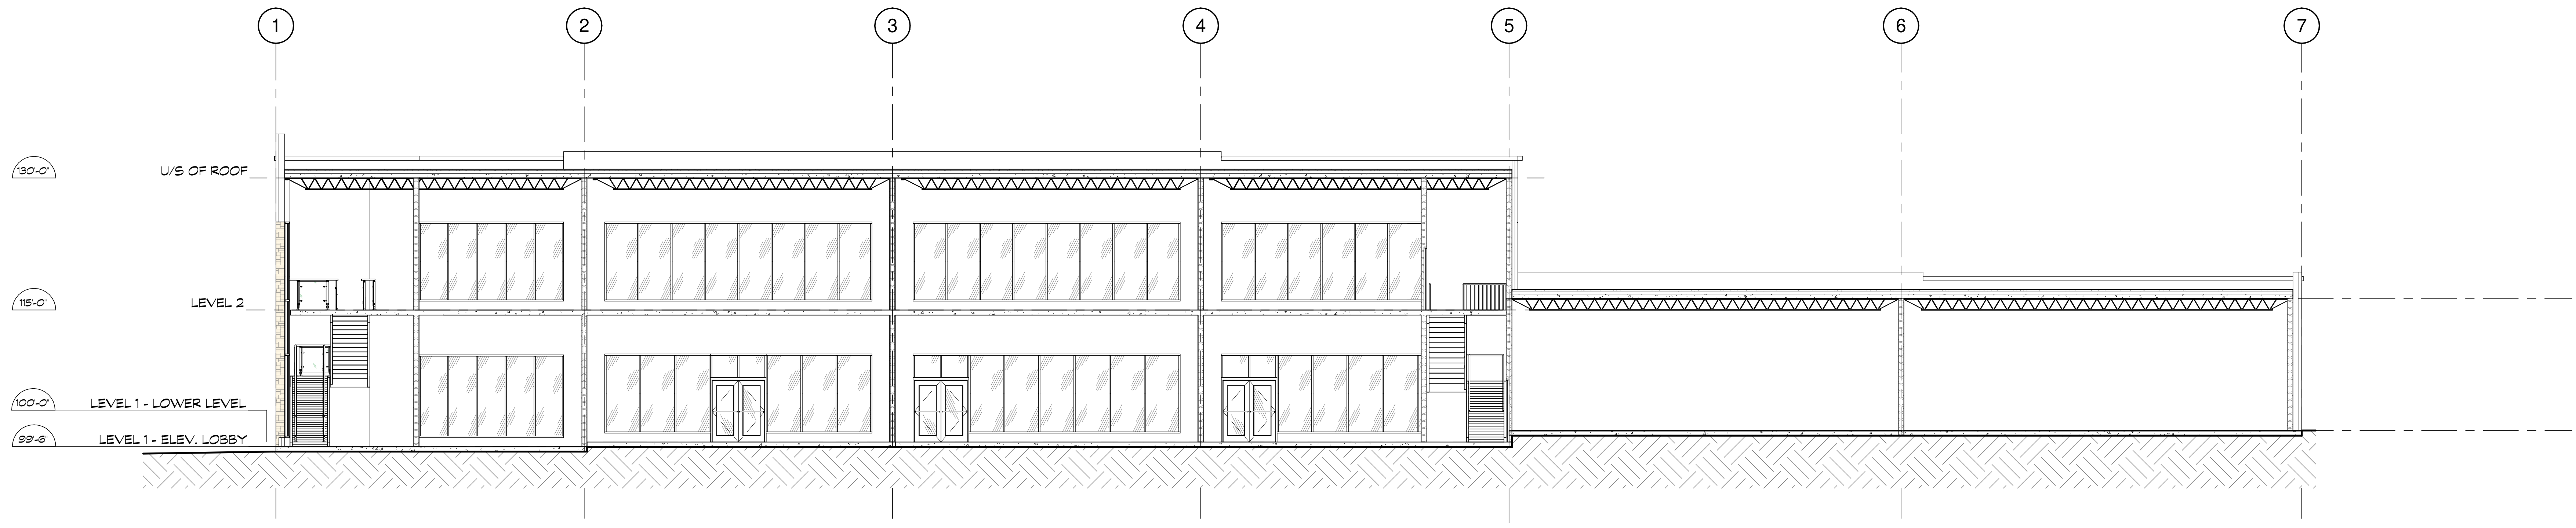 1 2 3 4 5 6 7
130'-0" U/S OF ROOF
115'-0" LEVEL 2
100'-0" LEVEL 1 - LOWER LEVEL
99'-6" LEVEL 1 - ELEV. LOBBY